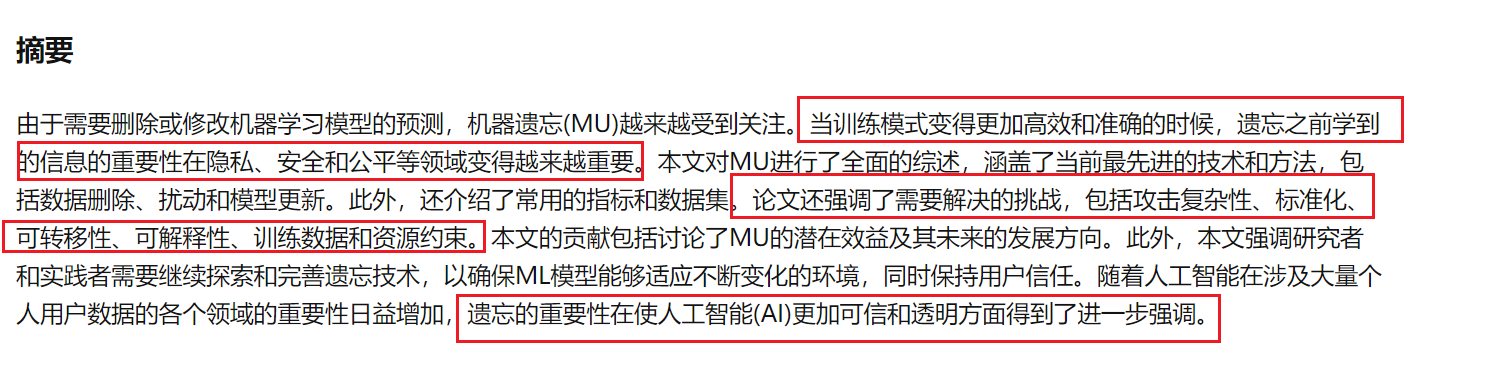 摘要
由于需要删除或修改机器学习模型的预测，机器遗忘(MU)越来越受到关注。当训练模式变得更加高效和准确的时候，遗忘之前学到
的信息的重要性在隐私、安全和公平等领域变得越来越重要。本文对MU进行了全面的综述，涵盖了当前最先进的技术和方法，包
括数据删除、扰动和模型更新。此外，还介绍了常用的指标和数据集。论文还强调了需要解决的挑战，包括攻击复杂性、标准化、
可转移性、可解释性、训练数据和资源约束。本文的贡献包括讨论了MU的潜在效益及其未来的发展方向。此外，本文强调研究者
和实践者需要继续探索和完善遗忘技术，以确保ML模型能够适应不断变化的环境，同时保持用户信任。随着人工智能在涉及大量个
人用户数据的各个领域的重要性日益增加，遗忘的重要性在使人工智能(AI)更加可信和透明方面得到了进一步强调。